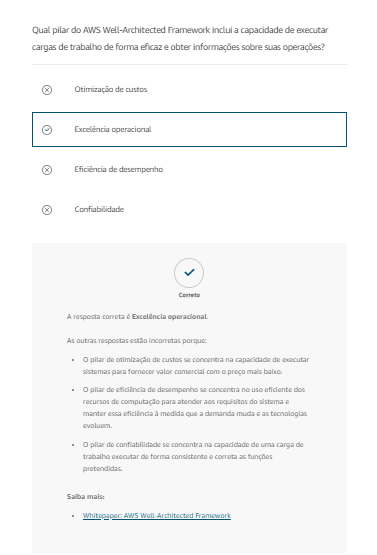 Qual pilar do AWS Well-Architected Framework inclui a capacidade de executar
cargas de trabalho de forma eficaz e obter informações sobre suas operações?
Otimização de custos
Excelência operacional
Eficiência de desempenho
Confiabilidade
Correto
A resposta correta é Excelência operacional.
As outras respostas estão incorretas porque:
• O pilar de otimização de custos se concentra na capacidade de executar
sistemas para fornecer valor comercial com o preço mais baixo.
• O pilar de eficiência de desempenho se concentra no uso eficiente dos
recursos de computação para atender aos requisitos do sistema e
manter essa eficiência à medida que a demanda muda e as tecnologias
evoluem.
• O pilar de confiabilidade se concentra na capacidade de uma carga de
trabalho executar de forma consistente e correta as funções
pretendidas.
Saiba mais:
• Whitepaper: AWS Well-Architected Framework